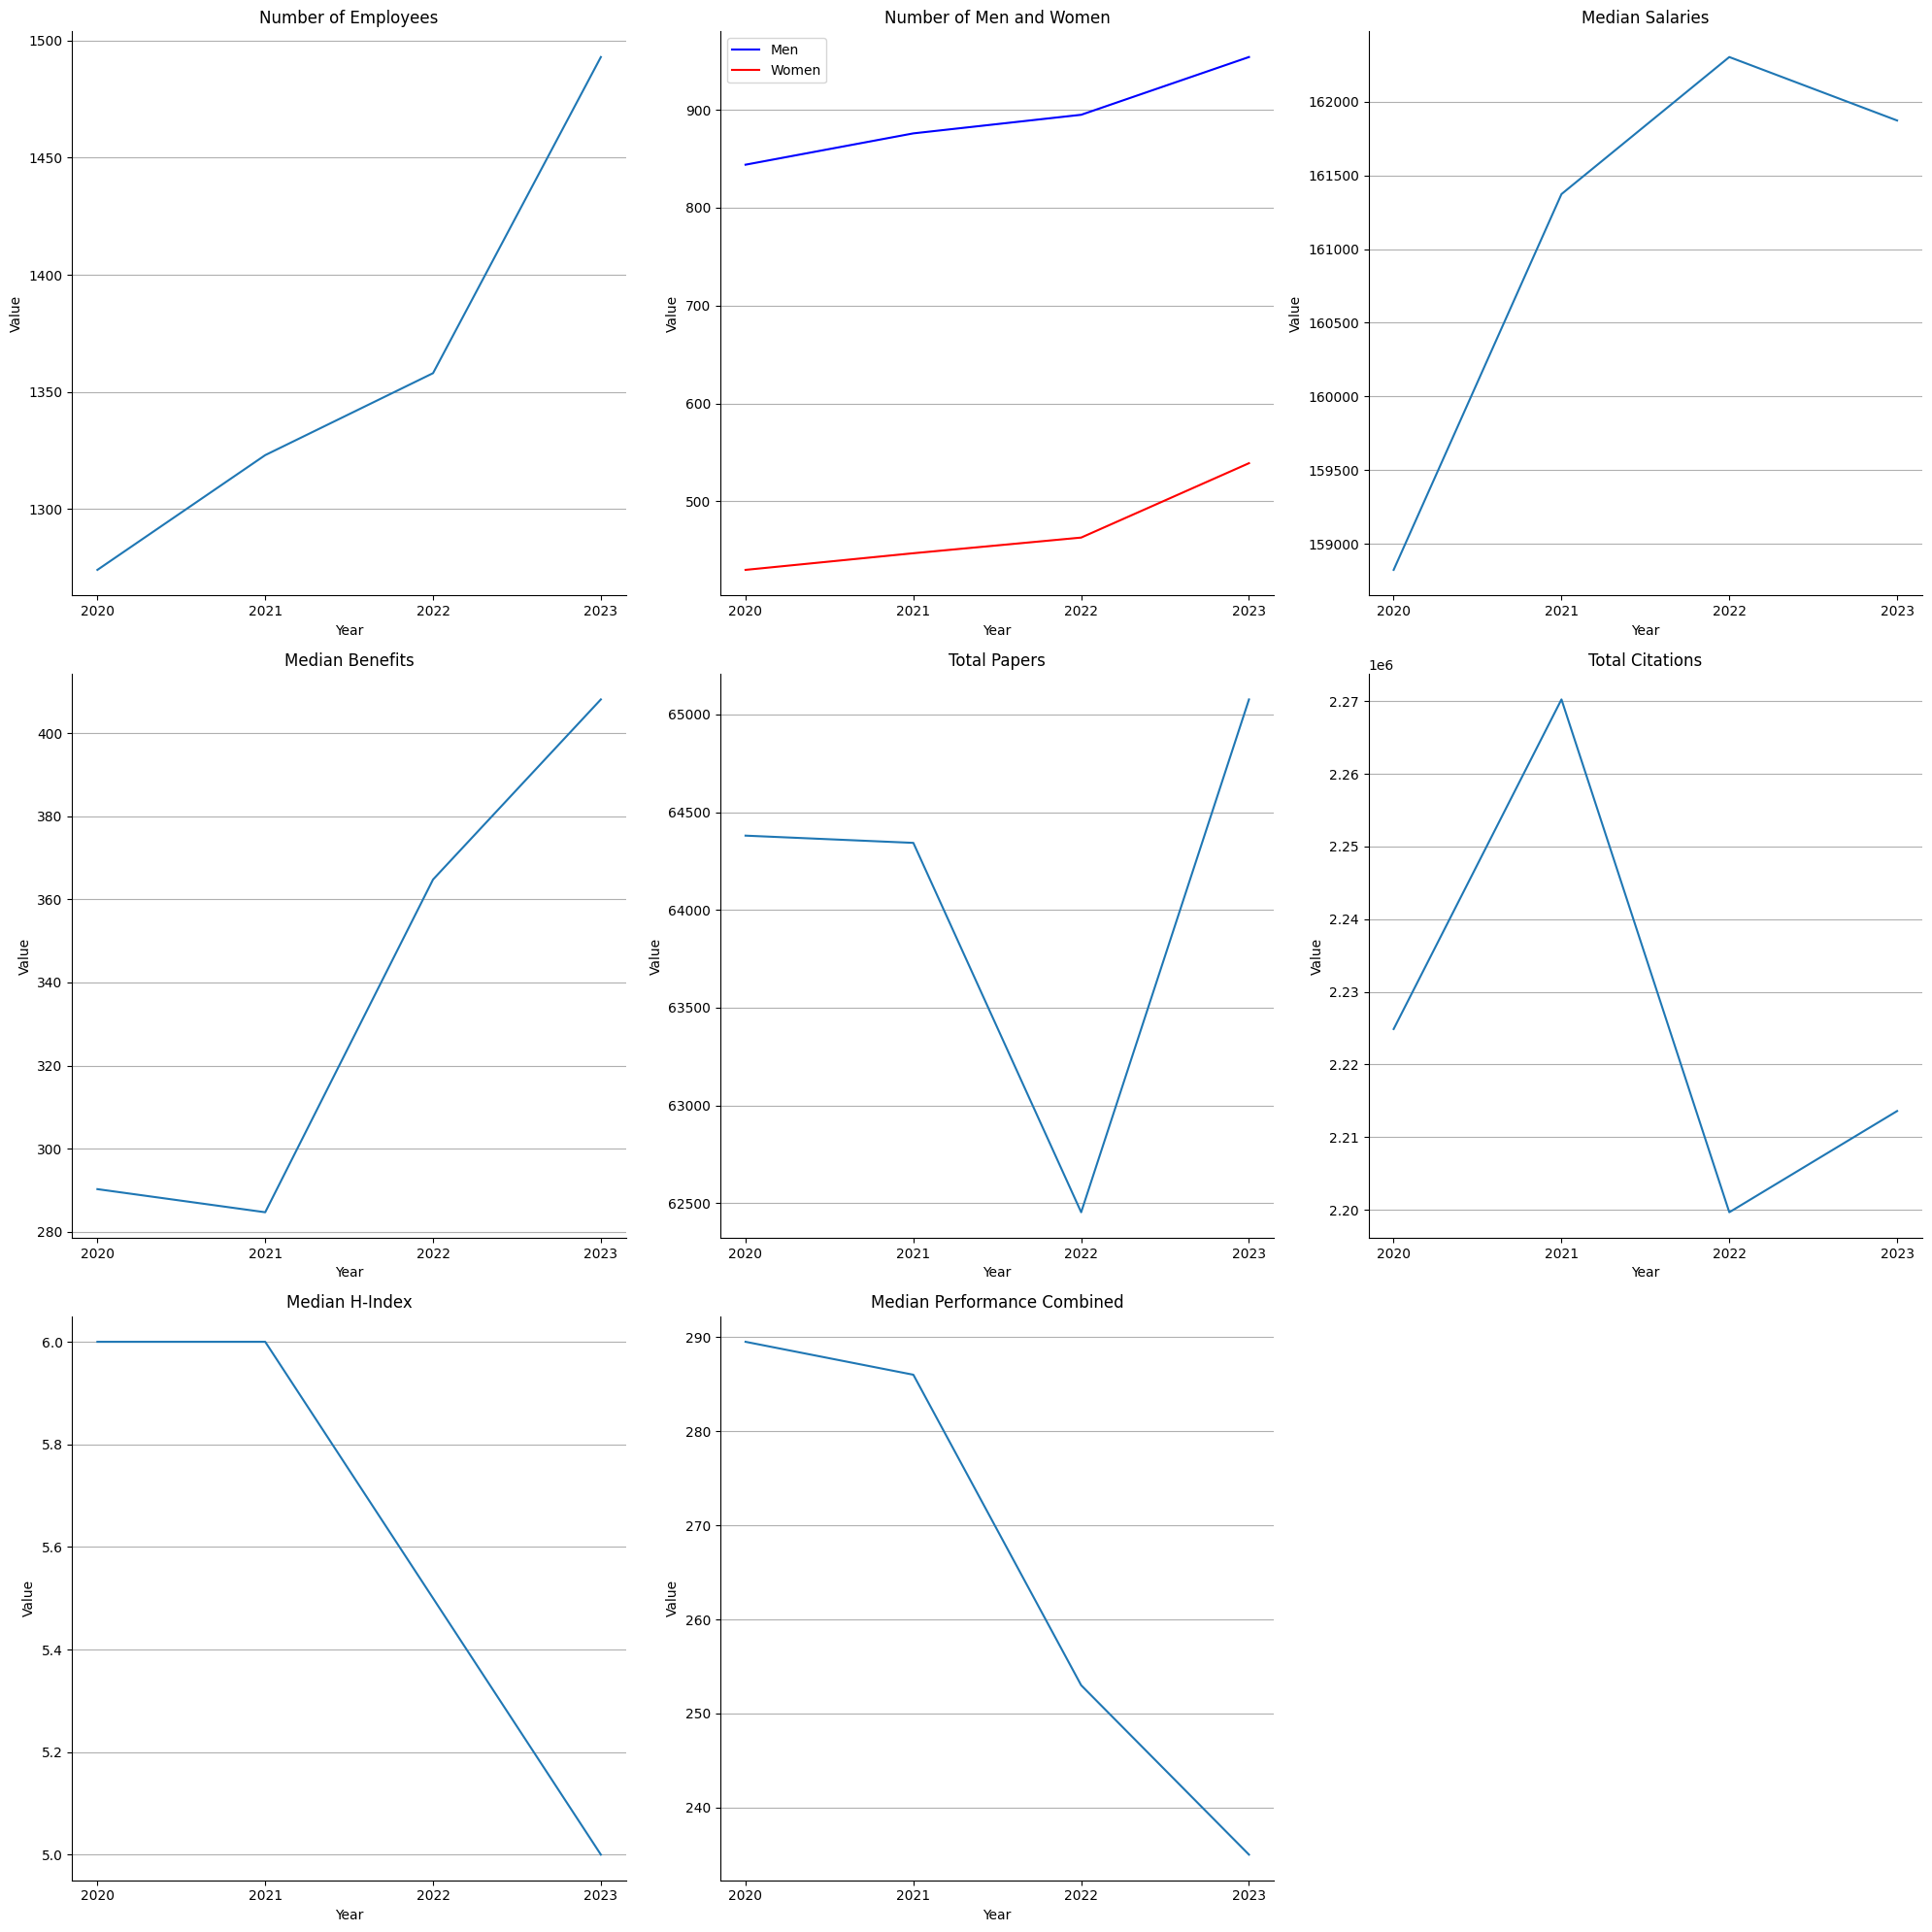 Number of Employees
1500
1450
1400
1350
1300
Value
2020 2021 2022 2023
Year
Number of Men and Women
Men
Women
900
800
700
600
500
Value
2020 2021 2022 2023
Year
Median Salaries
162000
161500
161000
160500
160000
159500
159000
Value
2020 2021 2022 2023
Year
Median Benefits
400
380
360
340
320
300
280
Value
2020 2021 2022 2023
Year
Total Papers
65000
64500
64000
63500
63000
62500
Value
2020 2021 2022 2023
Year
Total Citations
1e6
2.27
2.26
2.25
2.24
2.23
2.22
2.21
2.20
Value
2020 2021 2022 2023
Year
Median H-Index
6.0
5.8
5.6
5.4
5.2
5.0
Value
2020 2021 2022 2023
Year
Median Performance Combined
290
280
270
260
250
240
Value
2020 2021 2022 2023
Year